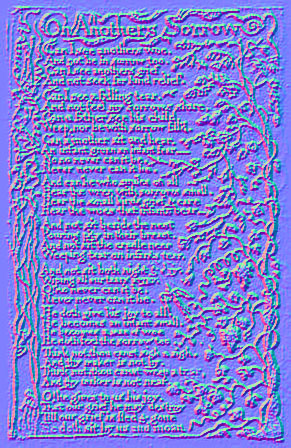 On Anothers Sorrow
Can I see anothers woe,
And not be in sorrow too.
Can I see anothers grief,
And not seek for kind relief.
Can I see a falling tear,
And not feel my sorrows share,
Can a father see his child,
Weep, nor be with sorrow fill'd.
Can a mother sit and hear,
An infant groan an infant fear
No no never can it be,
Never never can it be.
And can he who smiles on all
Hear the wren with sorrows small,
Hear the small birds grief & care
Hear the woes that infants bear
And not sit beside the nest
Pouring pity in their breast,
And not sit the cradle near
Weeping tear on infants tear.
And not sit both night & day,
Wiping all our tears away.
O! no never can it be.
Never never can it be.
He doth give his joy to all.
He becomes an infant small.
He becomes a man of woe
He doth feel the sorrow too.
Think not, thou canst sigh a sigh,
And thy maker is not by.
Think not, thou canst weep a tear,
And thy maker is not near.
O! he gives to us his joy,
That our grief he may destroy
Till our grief is fled & gone
He doth sit by us and moan